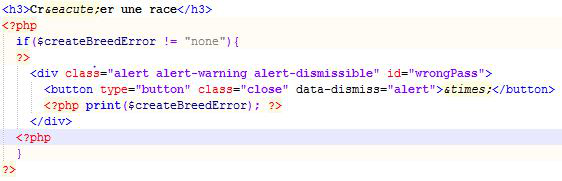 <h3>Cr&eacute;er une race</h3>
<?php
if($createBreedError != "none"){
?>
<div class="alert alert-warning alert-dismissible" id="wrongPass">
<button type="button" class="close" data-dismiss="alert">&times;</button>
<?php print($createBreedError); ?>
</div>
<?php
}
?>